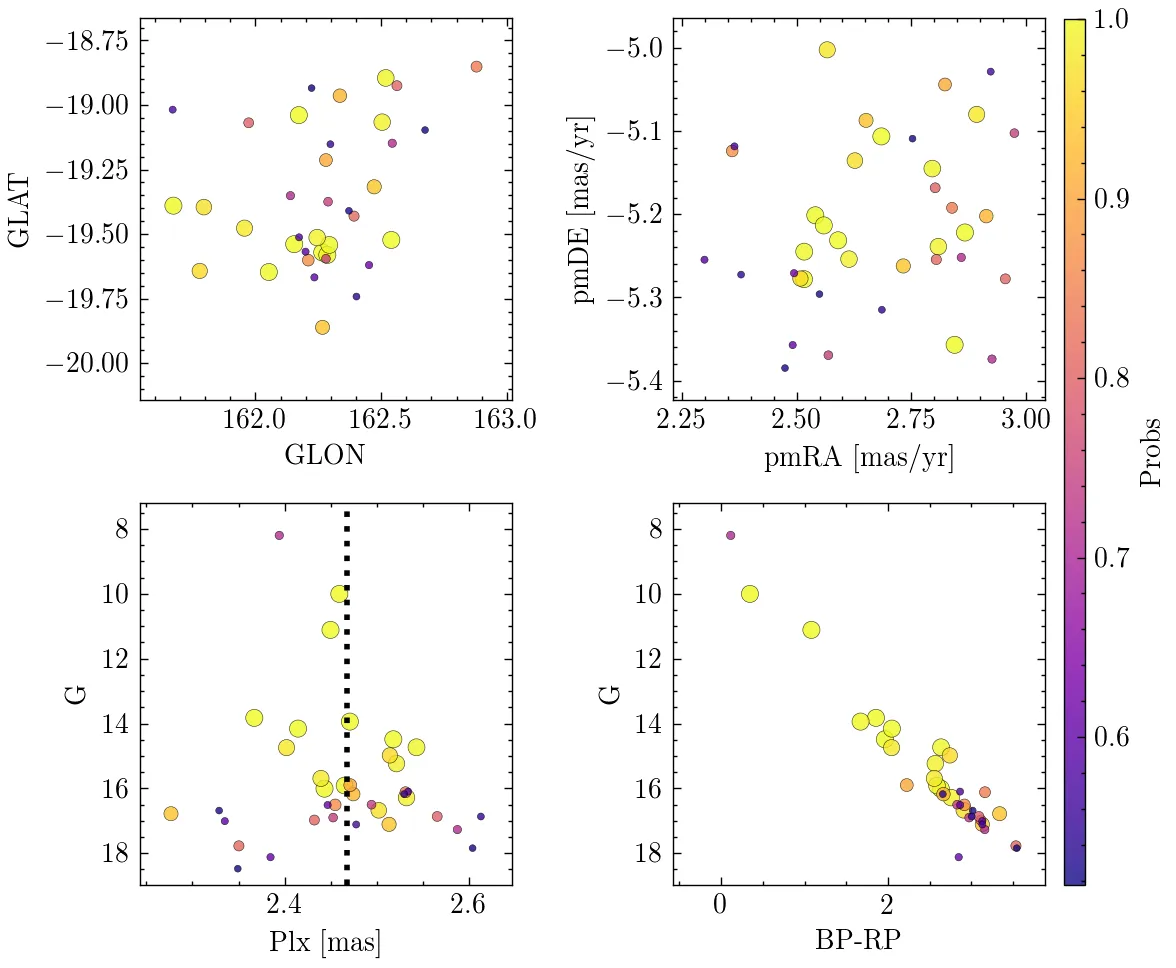 −18.75
−19.00
−19.25
−19.50
−19.75
−20.00
GLAT
162.0 162.5 163.0
GLON
−5.0
−5.1
−5.2
−5.3
−5.4
pmDE [mas/yr]
2.25 2.50 2.75 3.00
pmRA [mas/yr]
8
10
12
14
16
18
G
2.4 2.6
Plx [mas]
8
10
12
14
16
18
G
0 2
BP-RP
1.0
0.9
0.8
0.7
0.6
Probs